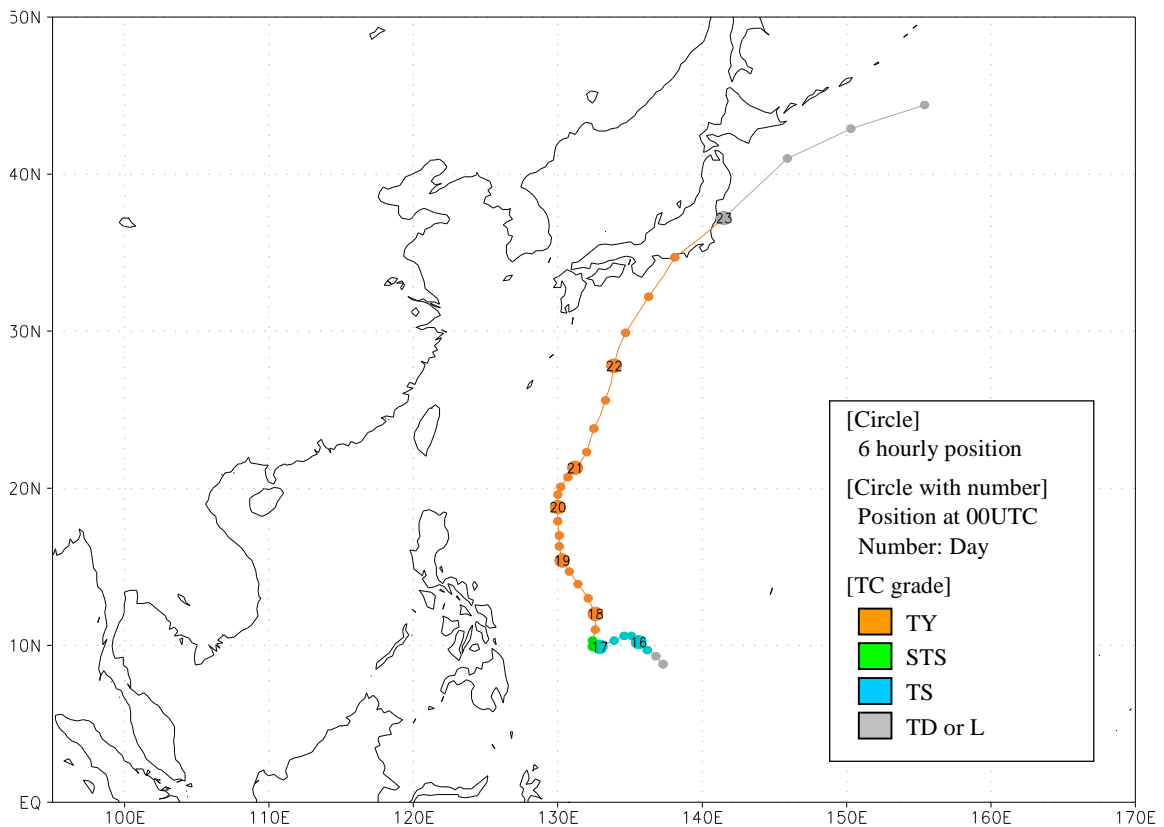 50N
40N
30N
20N
10N
EQ
100E 110E 120E 130E 140E 150E 160E 170E
23
22
21
20
19
18
17 16
[Circle]
6 hourly position
[Circle with number]
Position at 00UTC
Number: Day
[TC grade]
TY
STS
TS
TD or L